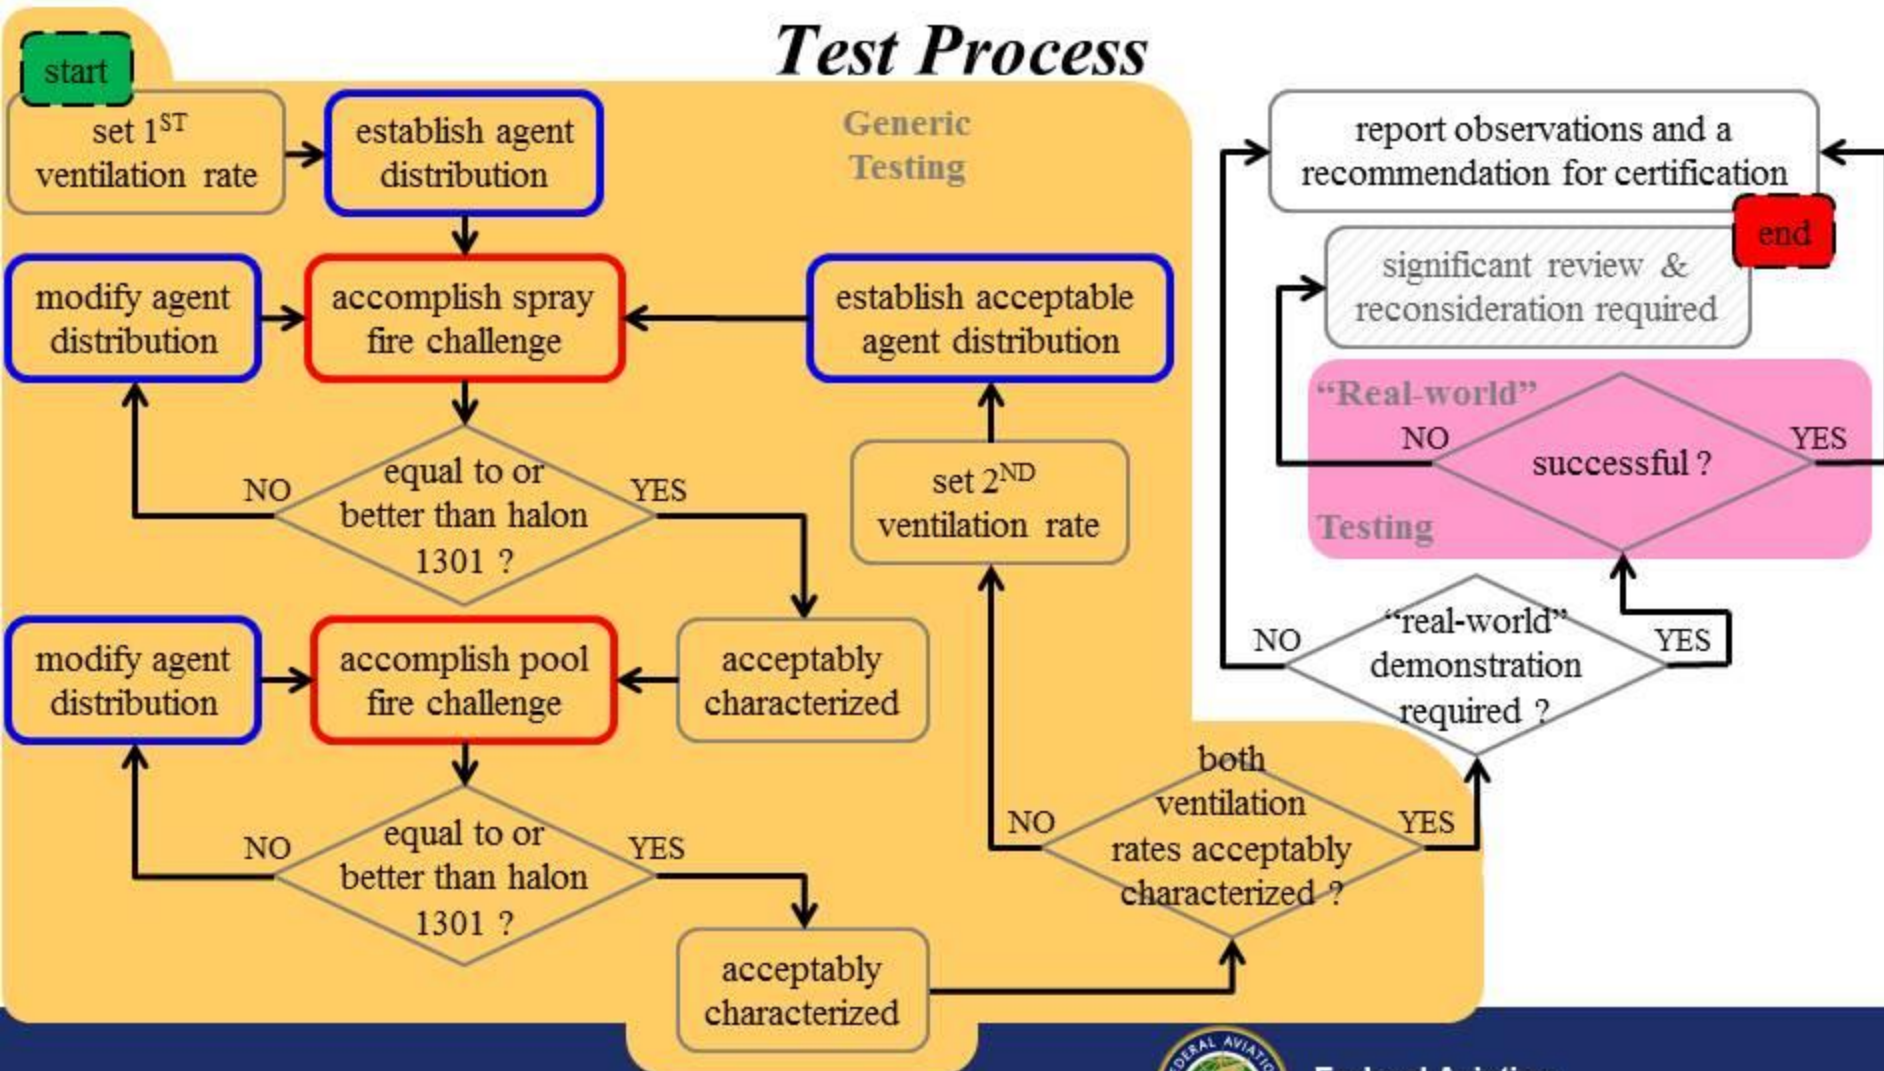 Test Process
start
set 1ST
ventilation rate
establish agent
distribution
Generic
Testing
report observations and a
recommendation for certification
end
significant review &
reconsideration required
modify agent
distribution
accomplish spray
fire challenge
establish acceptable
agent distribution
“Real-world”
NO
YES
successful ?
Testing
NO
equal to or
better than halon
1301 ?
YES
set 2ND
ventilation rate
NO
“real-world”
demonstration
required ?
YES
modify agent
distribution
accomplish pool
fire challenge
acceptably
characterized
NO
both
ventilation
rates acceptably
characterized ?
YES
NO
equal to or
better than halon
1301 ?
YES
acceptably
characterized